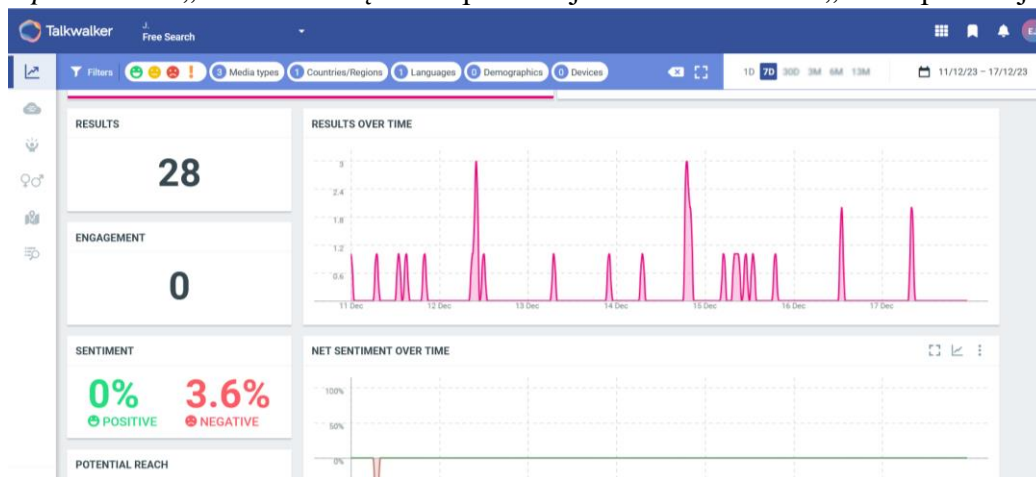 Talkwalker
J.
Free Search
EJ
Filters
3 Media types
1 Countries/Regions
1 Languages
0 Demographics
0 Devices
1D 7D 30D 3M 6M 13M
11/12/23 - 17/12/23
RESULTS
28
RESULTS OVER TIME
3
2.4
1.8
1.2
0.6
11 Dec 12 Dec 13 Dec 14 Dec 15 Dec 16 Dec 17 Dec
ENGAGEMENT
0
SENTIMENT
0% 3.6%
POSITIVE NEGATIVE
NET SENTIMENT OVER TIME
100%
50%
0%
POTENTIAL REACH